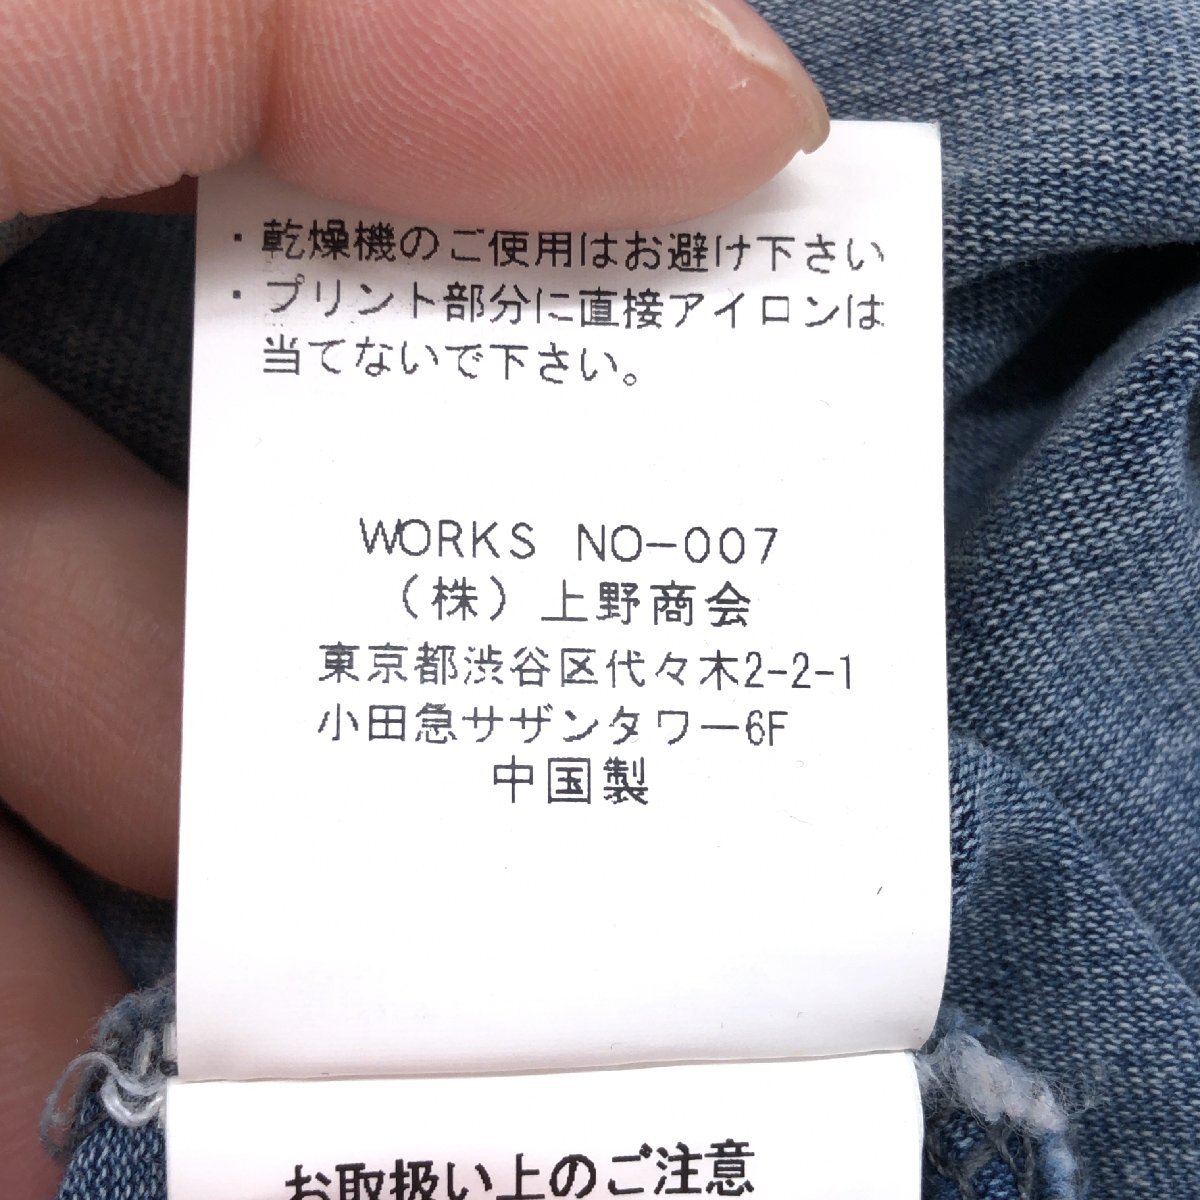 ・乾燥機のご使用はお避け下さい
・プリント部分に直接アイロンは
当てないで下さい。
WORKS NO-007
(株)上野商会
東京都渋谷区代々木2-2-1
小田急サザンタワー6F
中国製
お取扱い上のご注意